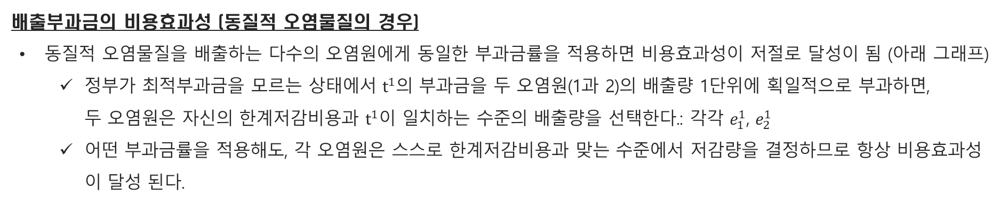 배출부과금의 비용효과성 (동질적 오염물질의 경우)
• 동질적 오염물질을 배출하는 다수의 오염원에게 동일한 부과금률을 적용하면 비용효과성이 저절로 달성이 됨 (아래 그래프)
✓ 정부가 최적부과금을 모르는 상태에서 t¹의 부과금을 두 오염원(1과 2)의 배출량 1단위에 획일적으로 부과하면,
두 오염원은 자신의 한계저감비용과 t¹이 일치하는 수준의 배출량을 선택한다.: 각각 $e_1^1$, $e_2^1$
✓ 어떤 부과금률을 적용해도, 각 오염원은 스스로 한계저감비용과 맞는 수준에서 저감량을 결정하므로 항상 비용효과성
이 달성 된다.